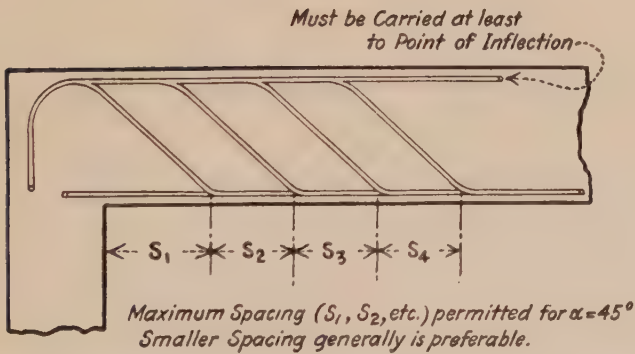 Must be Carried at least
to Point of Inflection
S₁ S₂ S₃ S₄
Maximum Spacing (S₁, S₂, etc.) permitted for α=45°
Smaller Spacing generally is preferable.